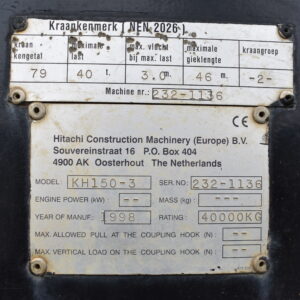 Kraankenmerk ( NEN 2026 )
kraan kengetal maximale last max. vlucht bij max. last maximale gieklengte kraangroep
79 40 t. 3.0 m. 46 m. -2-
Machine nr.: 232-1136
CE
Hitachi Construction Machinery (Europe) B.V.
Souvereinstraat 16 P.O. Box 404
4900 AK Oosterhout The Netherlands
MODEL KH150-3 SER.NO: 232-1136
ENGINE POWER (kW) -- MASS (kg) ---
YEAR OF MANUF. 1998 RATING: 40000KG
MAX. ALLOWED PULL AT THE COUPLING HOOK (N) --
MAX. VERTICAL LOAD ON THE COUPLING HOOK (N) --